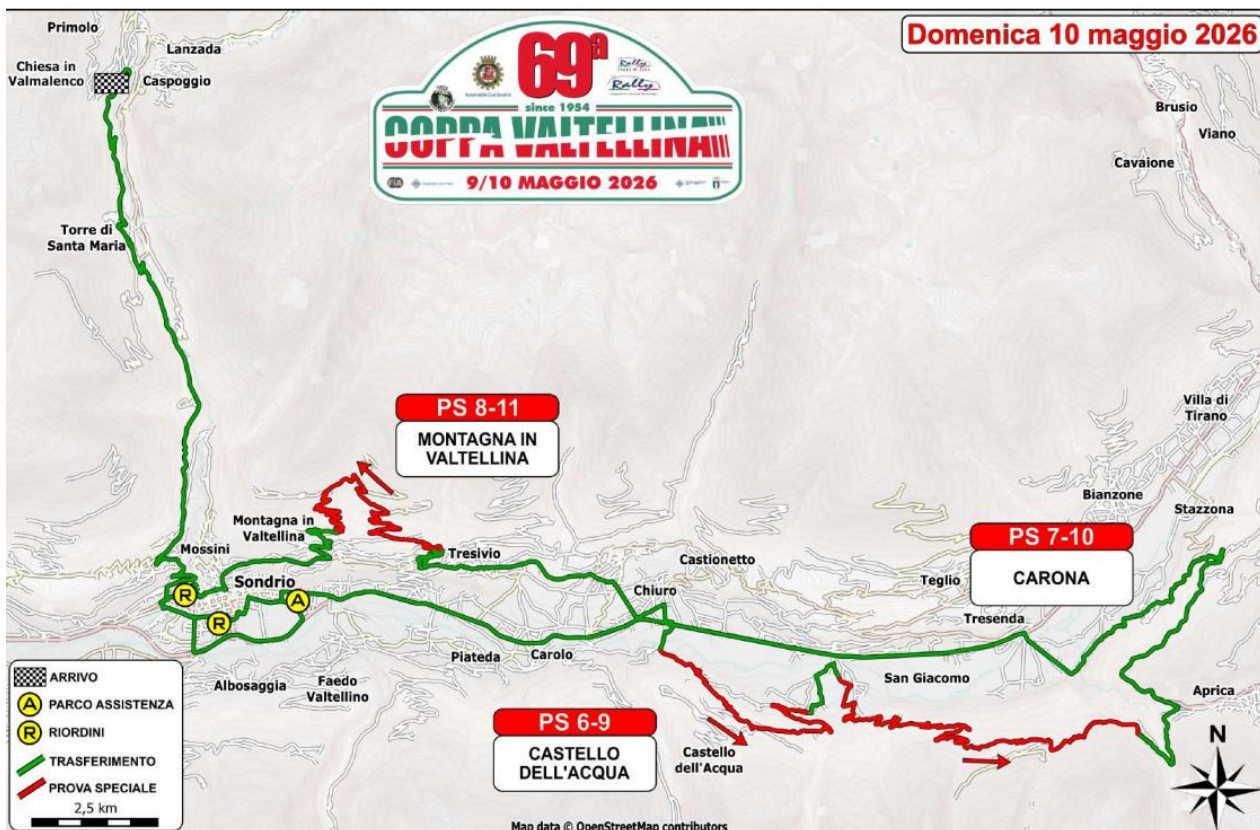 Domenica 10 maggio 2026
69ª
since 1954
COPPA VALTELLINA
9/10 MAGGIO 2026
FIA
Rally
Rally
Primolo
Lanzada
Chiesa in
Valmalenco
Caspoggio
Brusio
Viano
Cavaione
Torre di
Santa Maria
PS 8-11
MONTAGNA IN
VALTELLINA
Villa di
Tirano
Bianzone
Stazzona
Montagna in
Valtellina
Mossini
Tresivio
Sondrio
R
A
R
Castionetto
Chiuro
Teglio
PS 7-10
CARONA
Tresenda
Piateda
Carolo
San Giacomo
Albosaggia
Faedo
Valtellino
Aprica
PS 6-9
CASTELLO
DELL'ACQUA
Castello
dell'Acqua
N
ARRIVO
A PARCO ASSISTENZA
R RIORDINI
TRASFERIMENTO
PROVA SPECIALE
2,5 km
Map data © OpenStreetMap contributors